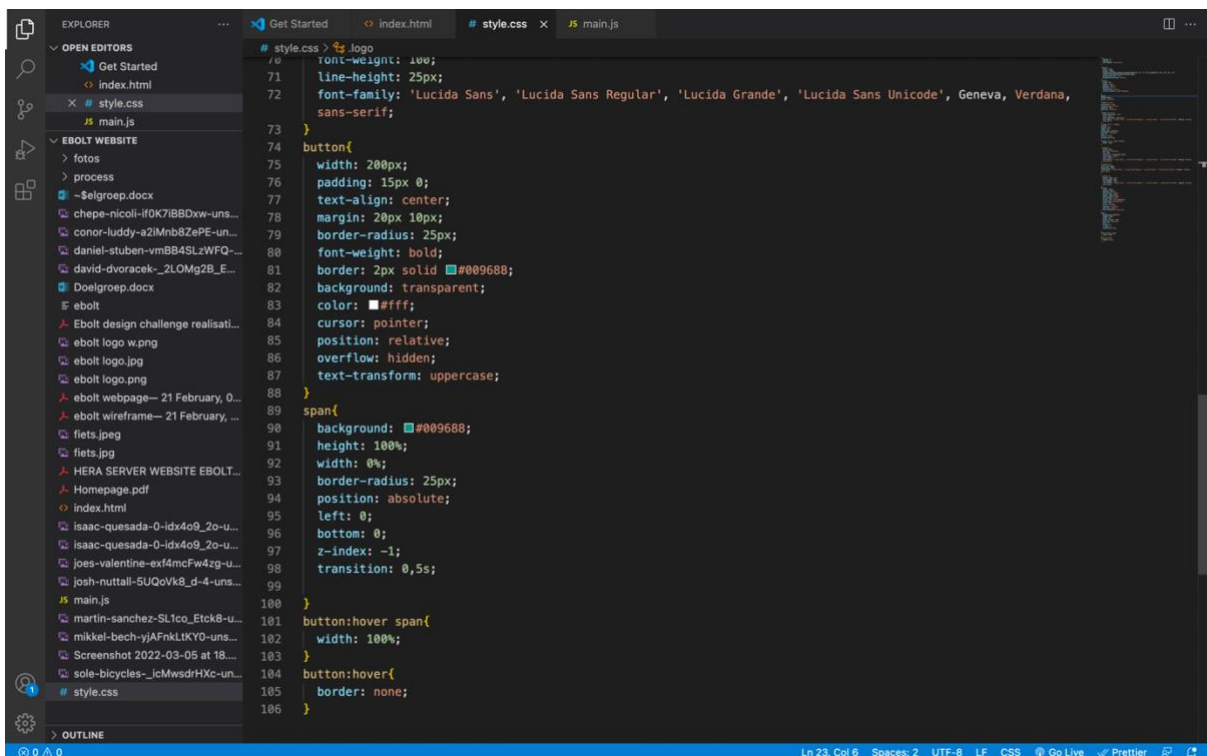 EXPLORER
...
Get Started
index.html
style.css
JS main.js
OPEN EDITORS
Get Started
index.html
# style.css
JS main.js
EBOLT WEBSITE
fotos
process
~$elgroep.docx
chepe-nicoli-if0K7iBBDxw-uns...
conor-luddy-a2iMnb8ZePE-un...
daniel-stuben-vmBB4SLzWFQ-...
david-dvoracek-_2LOMg2B_E...
Doelgroep.docx
ebolt
Ebolt design challenge realisati...
ebolt logo w.png
ebolt logo.jpg
ebolt logo.png
ebolt webpage— 21 February, 0...
ebolt wireframe— 21 February, ...
fiets.jpeg
fiets.jpg
HERA SERVER WEBSITE EBOLT...
Homepage.pdf
index.html
isaac-quesada-0-idx4o9_2o-u...
isaac-quesada-0-idx4o9_2o-u...
joes-valentine-exf4mcFw4zg-u...
josh-nuttall-5UQoVk8_d-4-uns...
JS main.js
martin-sanchez-SL1co_Etck8-u...
mikkel-bech-yjAFnkLtKY0-uns...
Screenshot 2022-03-05 at 18....
sole-bicycles-_icMwsdrHXc-un...
# style.css
OUTLINE
# style.css > .logo
70 font-weight: 100;
71 line-height: 25px;
72 font-family: 'Lucida Sans', 'Lucida Sans Regular', 'Lucida Grande', 'Lucida Sans Unicode', Geneva, Verdana,
sans-serif;
73 }
74 button{
75 width: 200px;
76 padding: 15px 0;
77 text-align: center;
78 margin: 20px 10px;
79 border-radius: 25px;
80 font-weight: bold;
81 border: 2px solid #009688;
82 background: transparent;
83 color: #fff;
84 cursor: pointer;
85 position: relative;
86 overflow: hidden;
87 text-transform: uppercase;
88 }
89 span{
90 background: #009688;
91 height: 100%;
92 width: 0%;
93 border-radius: 25px;
94 position: absolute;
95 left: 0;
96 bottom: 0;
97 z-index: -1;
98 transition: 0,5s;
99
100 }
101 button:hover span{
102 width: 100%;
103 }
104 button:hover{
105 border: none;
106 }
1
0 0
Ln 23, Col 6 Spaces: 2 UTF-8 LF CSS Go Live Prettier